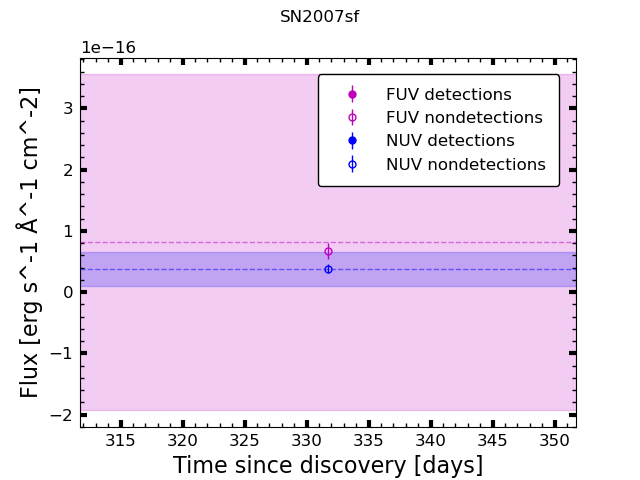 SN2007sf
1e−16
FUV detections
FUV nondetections
NUV detections
NUV nondetections
3
2
1
0
−1
−2
Flux [erg s^-1 Å^-1 cm^-2]
315 320 325 330 335 340 345 350
Time since discovery [days]